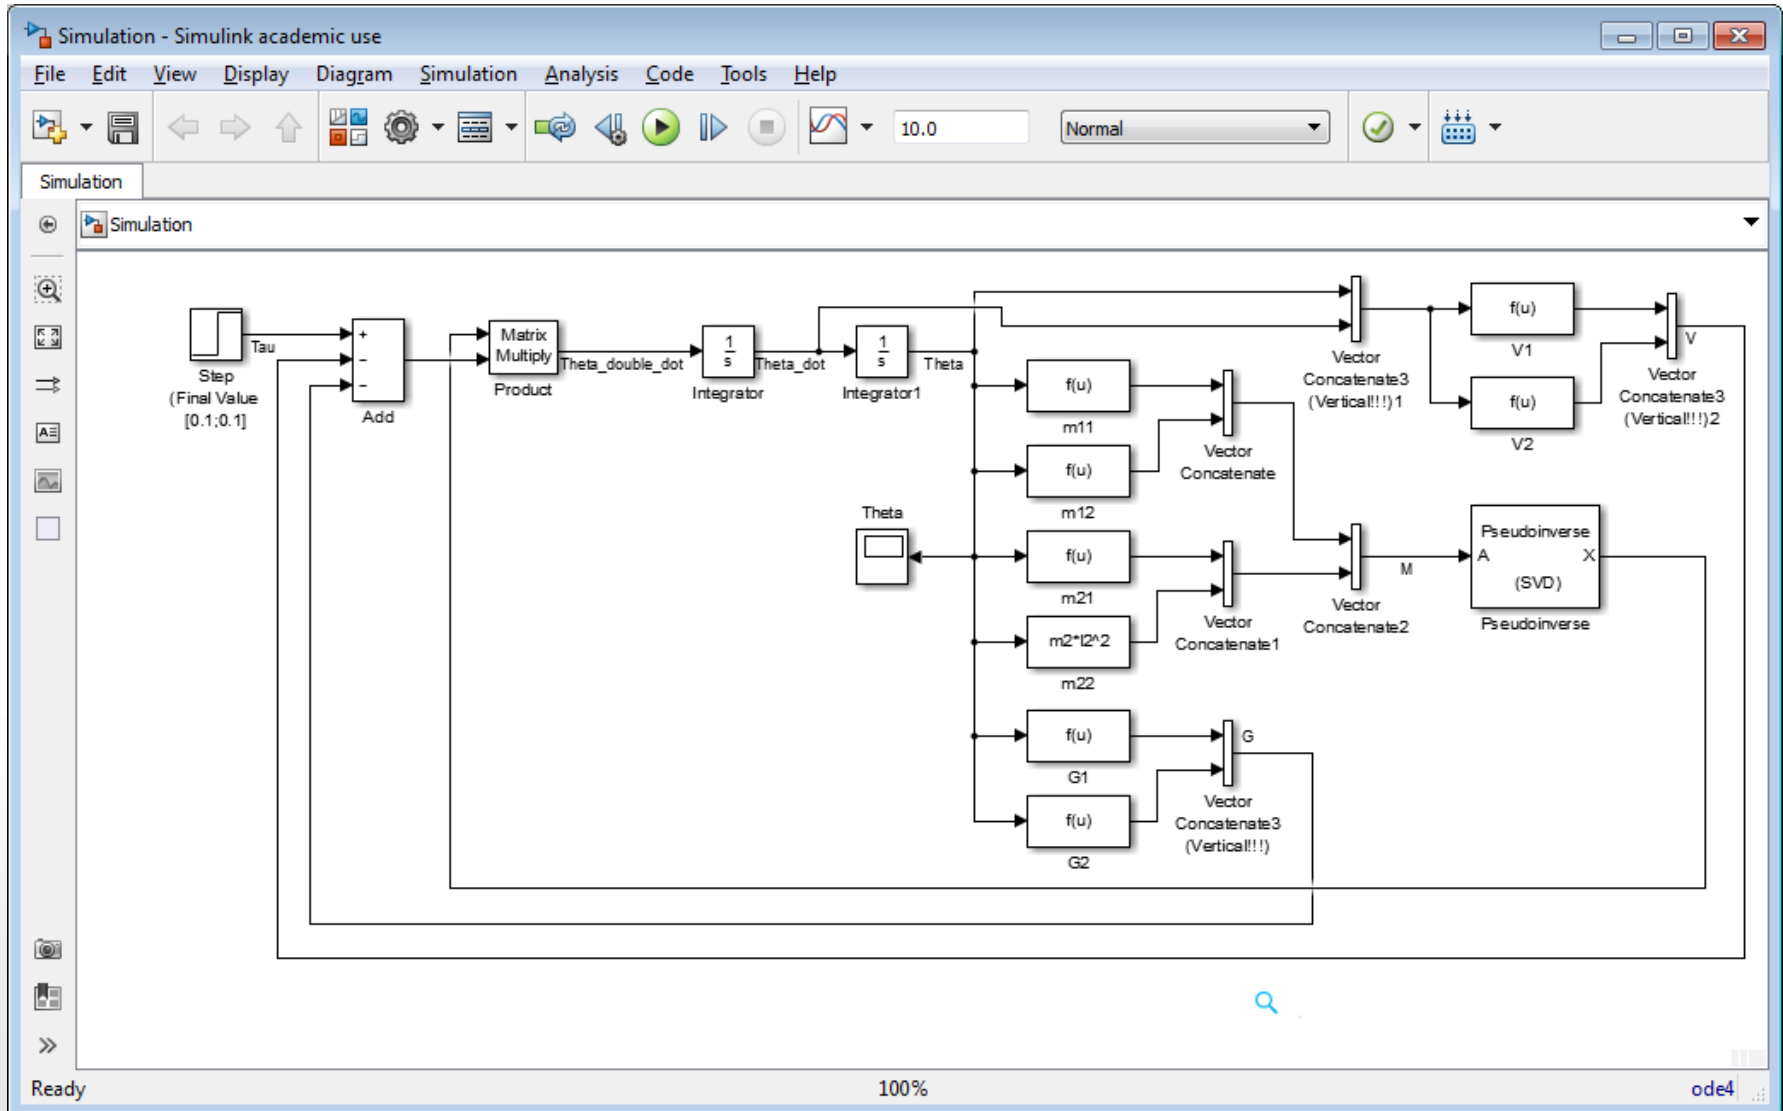 Simulation - Simulink academic use
File Edit View Display Diagram Simulation Analysis Code Tools Help
10.0
Normal
Simulation
Simulation
Tau
Step
(Final Value
[0.1;0.1]
+
−
−
Add
Matrix
Multiply
Product
Theta_double_dot
1
s
Integrator
Theta_dot
1
s
Integrator1
Theta
Theta
f(u)
m11
f(u)
m12
f(u)
m21
m2*l2^2
m22
f(u)
G1
f(u)
G2
Vector
Concatenate
Vector
Concatenate1
G
Vector
Concatenate3
(Vertical!!!)
Vector
Concatenate3
(Vertical!!!)1
Vector
Concatenate2
M
f(u)
V1
f(u)
V2
V
Vector
Concatenate3
(Vertical!!!)2
Pseudoinverse
A X
(SVD)
Pseudoinverse
Ready 100% ode4